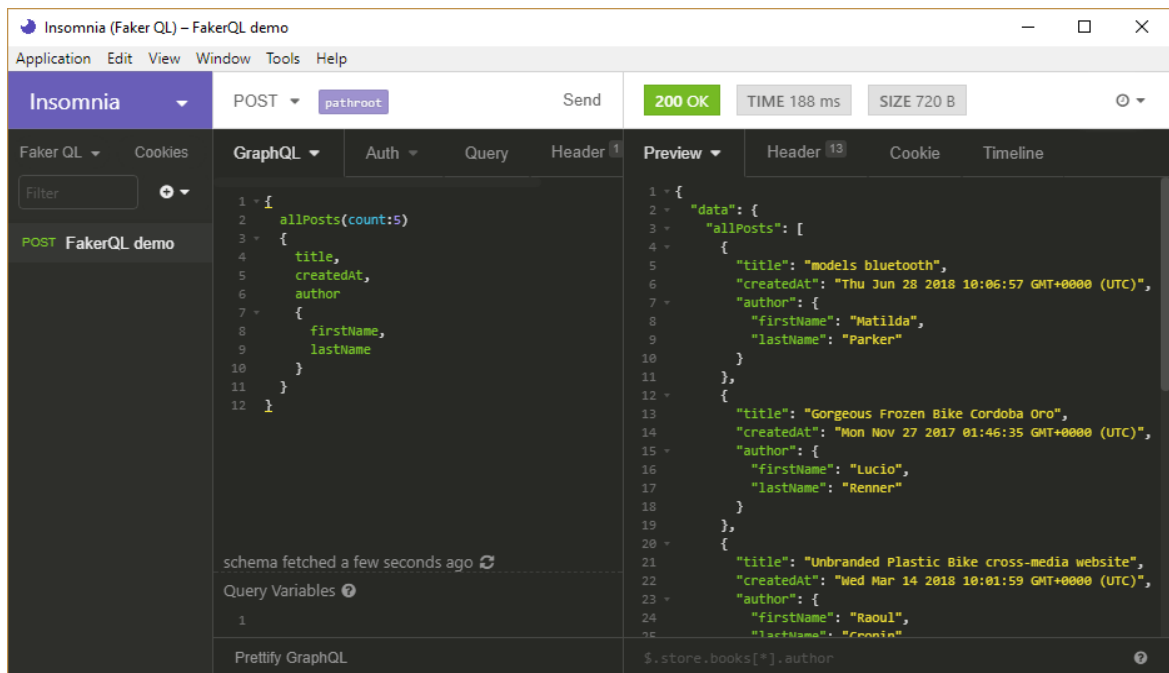 Insomnia (Faker QL) – FakerQL demo
Application Edit View Window Tools Help
Insomnia
POST pathroot Send
200 OK TIME 188 ms SIZE 720 B
Faker QL Cookies
Filter
POST FakerQL demo
GraphQL Auth Query Header 1
1 {
2 allPosts(count:5)
3 {
4 title,
5 createdAt,
6 author
7 {
8 firstName,
9 lastName
10 }
11 }
12 }
schema fetched a few seconds ago
Query Variables
1
Prettify GraphQL
Preview Header 13 Cookie Timeline
1 {
2 "data": {
3 "allPosts": [
4 {
5 "title": "models bluetooth",
6 "createdAt": "Thu Jun 28 2018 10:06:57 GMT+0000 (UTC)",
7 "author": {
8 "firstName": "Matilda",
9 "lastName": "Parker"
10 }
11 },
12 {
13 "title": "Gorgeous Frozen Bike Cordoba Oro",
14 "createdAt": "Mon Nov 27 2017 01:46:35 GMT+0000 (UTC)",
15 "author": {
16 "firstName": "Lucio",
17 "lastName": "Renner"
18 }
19 },
20 {
21 "title": "Unbranded Plastic Bike cross-media website",
22 "createdAt": "Wed Mar 14 2018 10:01:59 GMT+0000 (UTC)",
23 "author": {
24 "firstName": "Raoul",
25 "lastName": "Cronin"
$.store.books[*].author